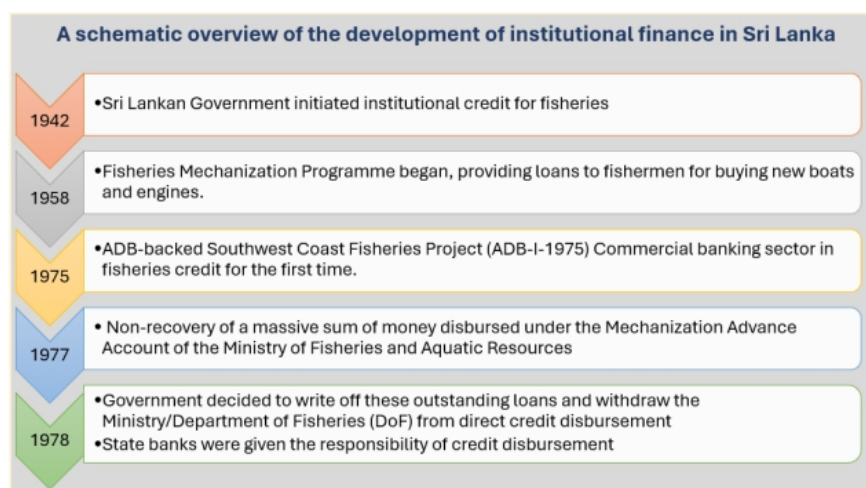 A schematic overview of the development of institutional finance in Sri Lanka
1942
•Sri Lankan Government initiated institutional credit for fisheries
1958
•Fisheries Mechanization Programme began, providing loans to fishermen for buying new boats
and engines.
1975
•ADB-backed Southwest Coast Fisheries Project (ADB-I-1975) Commercial banking sector in
fisheries credit for the first time.
1977
• Non-recovery of a massive sum of money disbursed under the Mechanization Advance
Account of the Ministry of Fisheries and Aquatic Resources
1978
•Government decided to write off these outstanding loans and withdraw the
Ministry/Department of Fisheries (DoF) from direct credit disbursement
•State banks were given the responsibility of credit disbursement